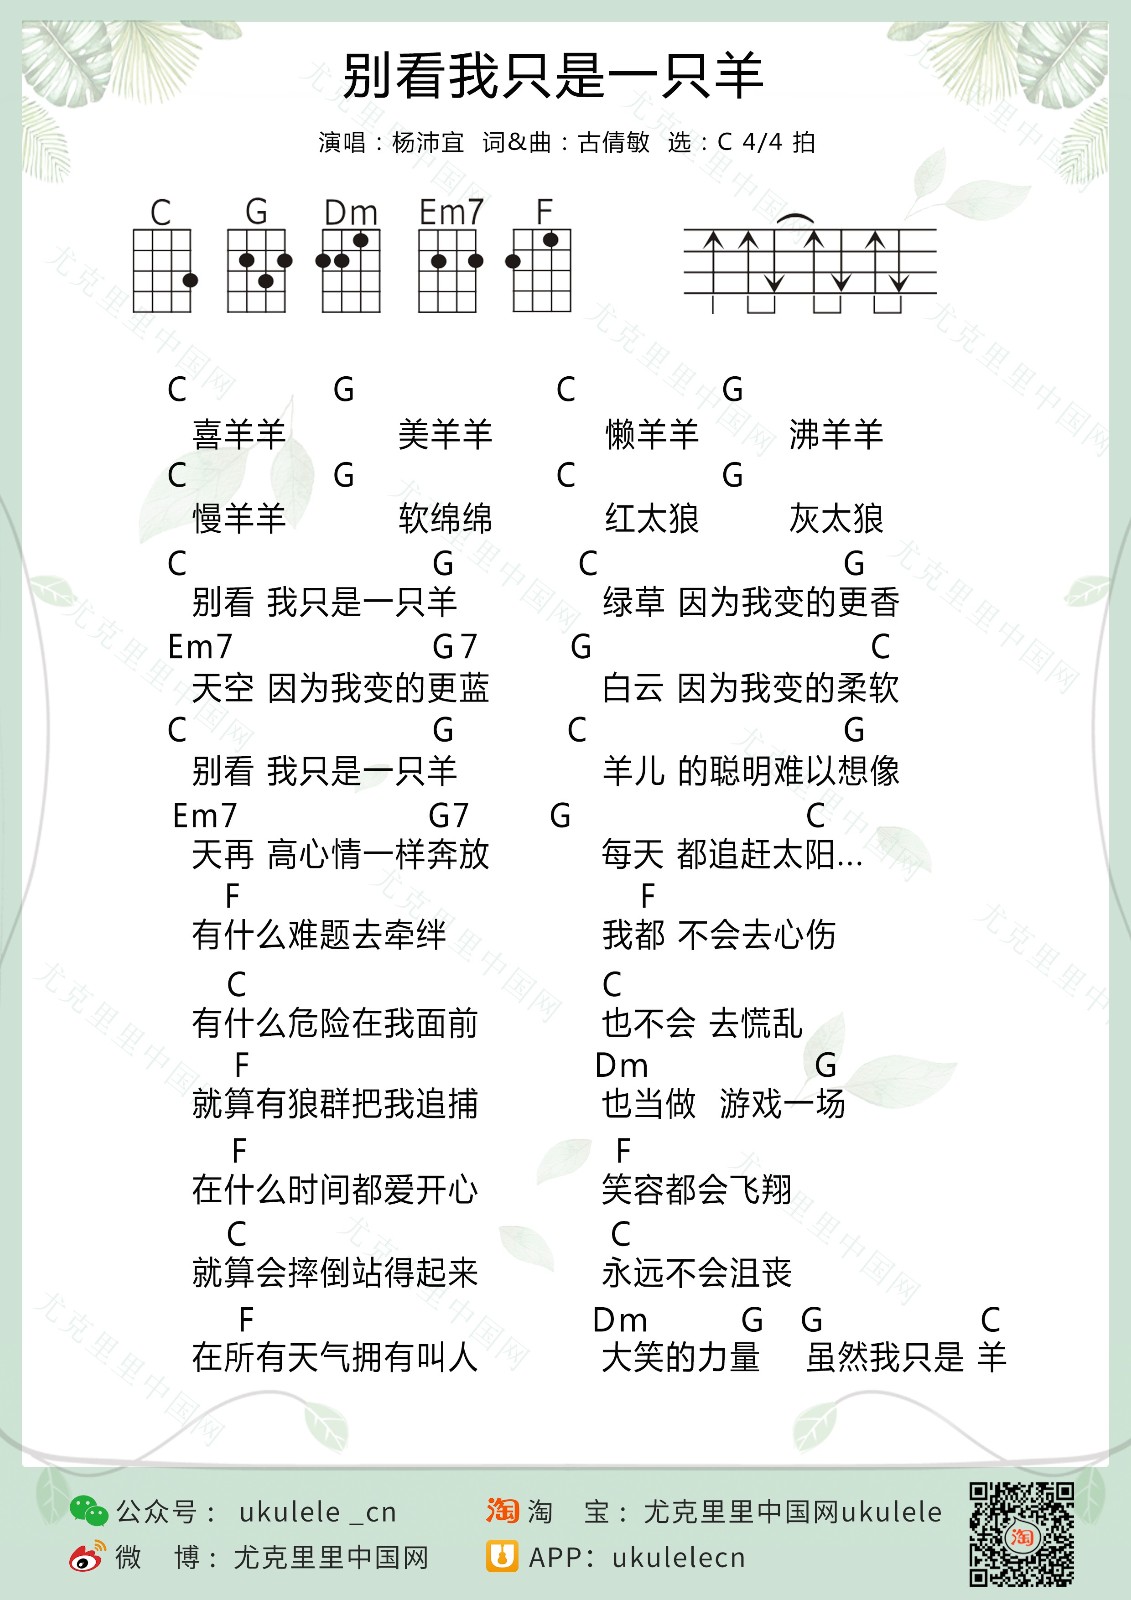 别看我只是一只羊
演唱：杨沛宜 词&曲：古倩敏 选：C 4/4 拍
C G Dm Em7 F
C G C G
喜羊羊 美羊羊 懒羊羊 沸羊羊
C G C G
慢羊羊 软绵绵 红太狼 灰太狼
C G C G
别看 我只是一只羊 绿草 因为我变的更香
Em7 G7 G C
天空 因为我变的更蓝 白云 因为我变的柔软
C G C G
别看 我只是一只羊 羊儿 的聪明难以想像
Em7 G7 G C
天再 高心情一样奔放 每天 都追赶太阳...
F F
有什么难题去牵绊 我都 不会去心伤
C C
有什么危险在我面前 也不会 去慌乱
F Dm G
就算有狼群把我追捕 也当做 游戏一场
F F
在什么时间都爱开心 笑容都会飞翔
C C
就算会摔倒站得起来 永远不会沮丧
F Dm G G C
在所有天气拥有叫人 大笑的力量 虽然我只是 羊
公众号： ukulele _cn 淘 淘 宝：尤克里里中国网ukulele
微 博：尤克里里中国网 APP：ukulelecn
淘
尤克里里中国网